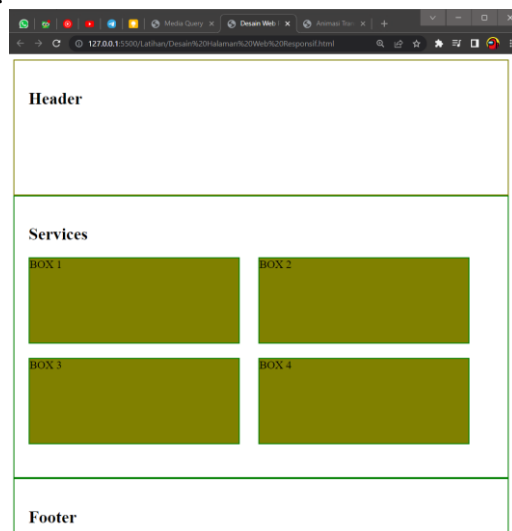 Media Query
Desain Web
Animasi Tra
127.0.0.1:5500/Latihan/Desain%20Halaman%20Web%20Responsif.html
Header
Services
BOX 1
BOX 2
BOX 3
BOX 4
Footer